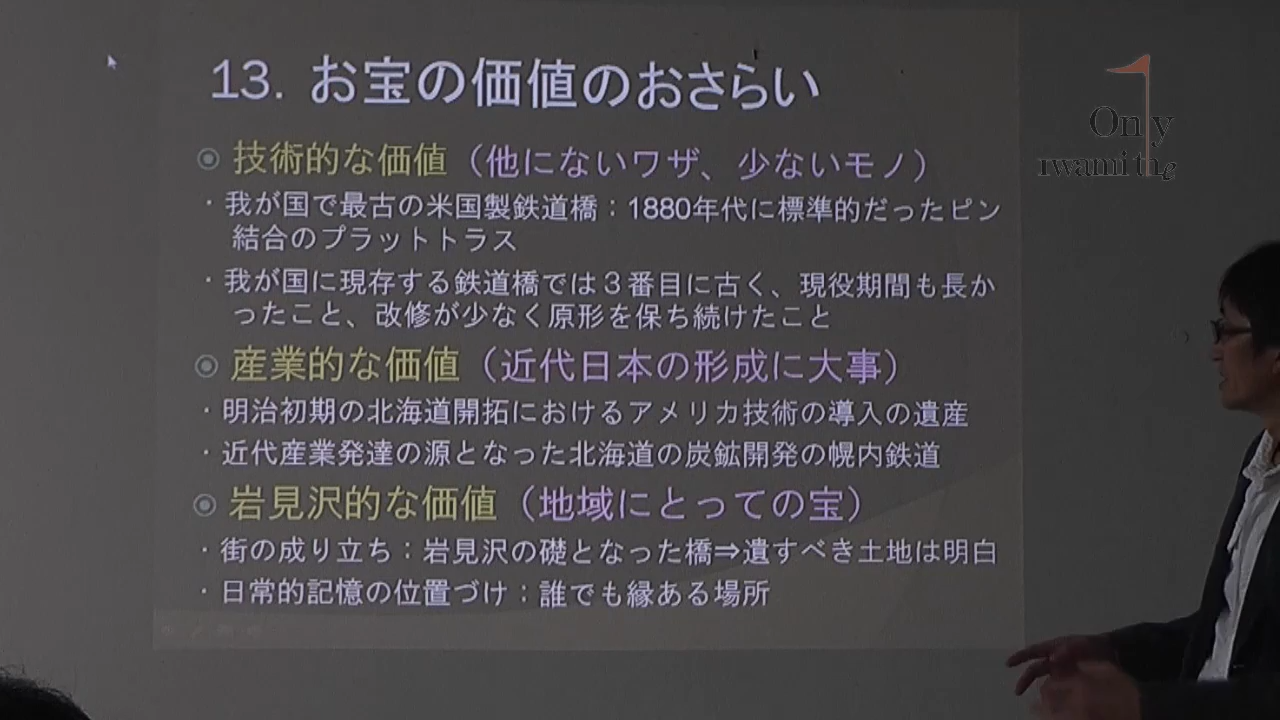 13. お宝の価値のおさらい
技術的な価値（他にないワザ、少ないモノ）
・我が国で最古の米国製鉄道橋：1880年代に標準的だったピン
結合のプラットトラス
・我が国に現存する鉄道橋では３番目に古く、現役期間も長か
ったこと、改修が少なく原形を保ち続けたこと
産業的な価値（近代日本の形成に大事）
・明治初期の北海道開拓におけるアメリカ技術の導入の遺産
・近代産業発達の源となった北海道の炭鉱開発の幌内鉄道
岩見沢的な価値（地域にとっての宝）
・街の成り立ち：岩見沢の礎となった橋⇒遺すべき土地は明白
・日常的記憶の位置づけ：誰でも縁ある場所
Only
ıwami the